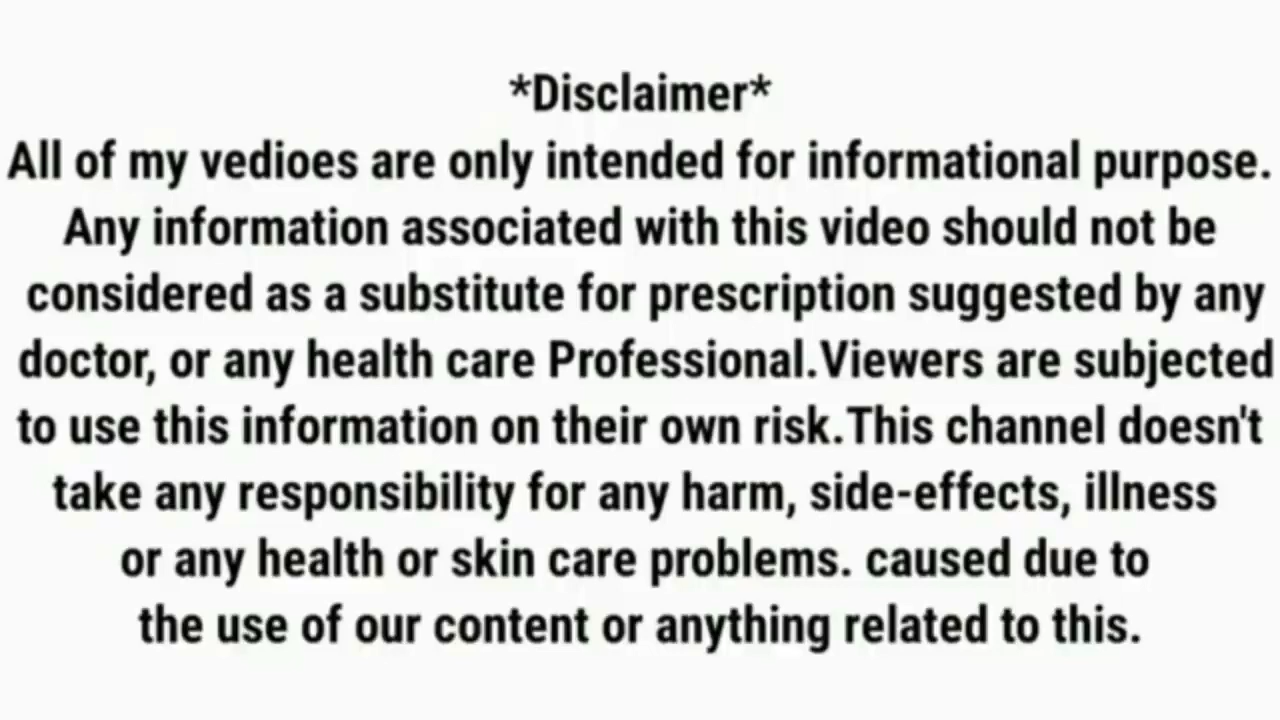 *Disclaimer*
All of my vedioes are only intended for informational purpose.
Any information associated with this video should not be
considered as a substitute for prescription suggested by any
doctor, or any health care Professional.Viewers are subjected
to use this information on their own risk.This channel doesn't
take any responsibility for any harm, side-effects, illness
or any health or skin care problems. caused due to
the use of our content or anything related to this.